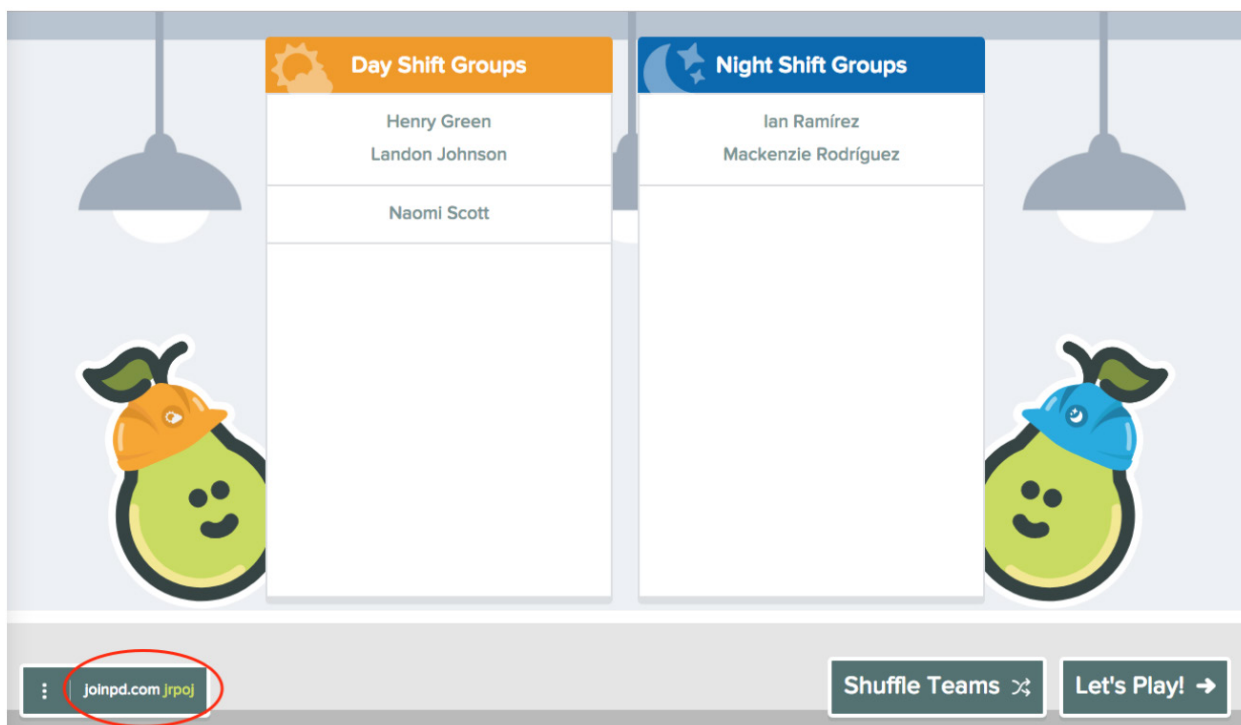 Day Shift Groups
Henry Green
Landon Johnson
Naomi Scott
Night Shift Groups
Ian Ramírez
Mackenzie Rodríguez
joinpd.com jrpoj
Shuffle Teams
Let's Play!